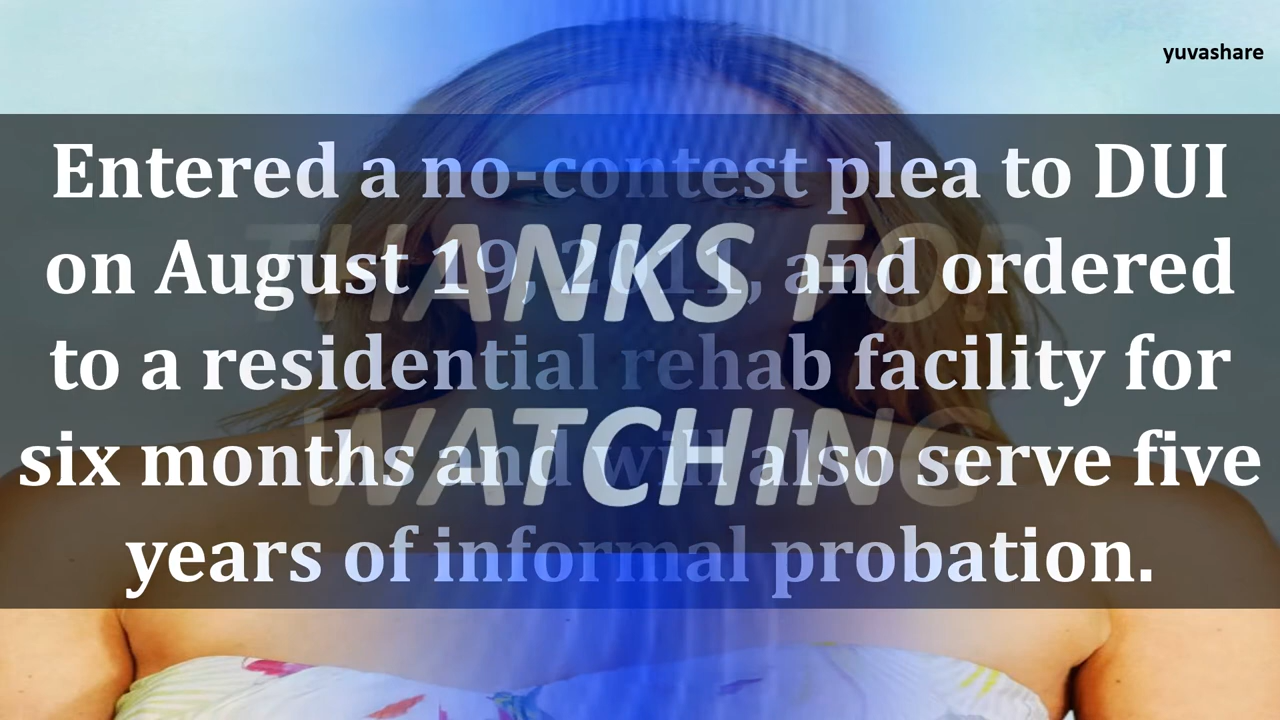 yuvashare
Entered a no-contest plea to DUI
on August 19, 2011, and ordered
to a residential rehab facility for
six months and will also serve five
years of informal probation.
THANKS FOR
WATCHING